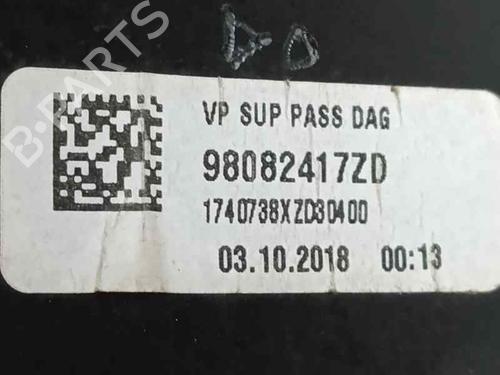 VP SUP PASS DAG
98082417ZD
1740738XZD30400
03.10.2018 00:13
B-PARTS